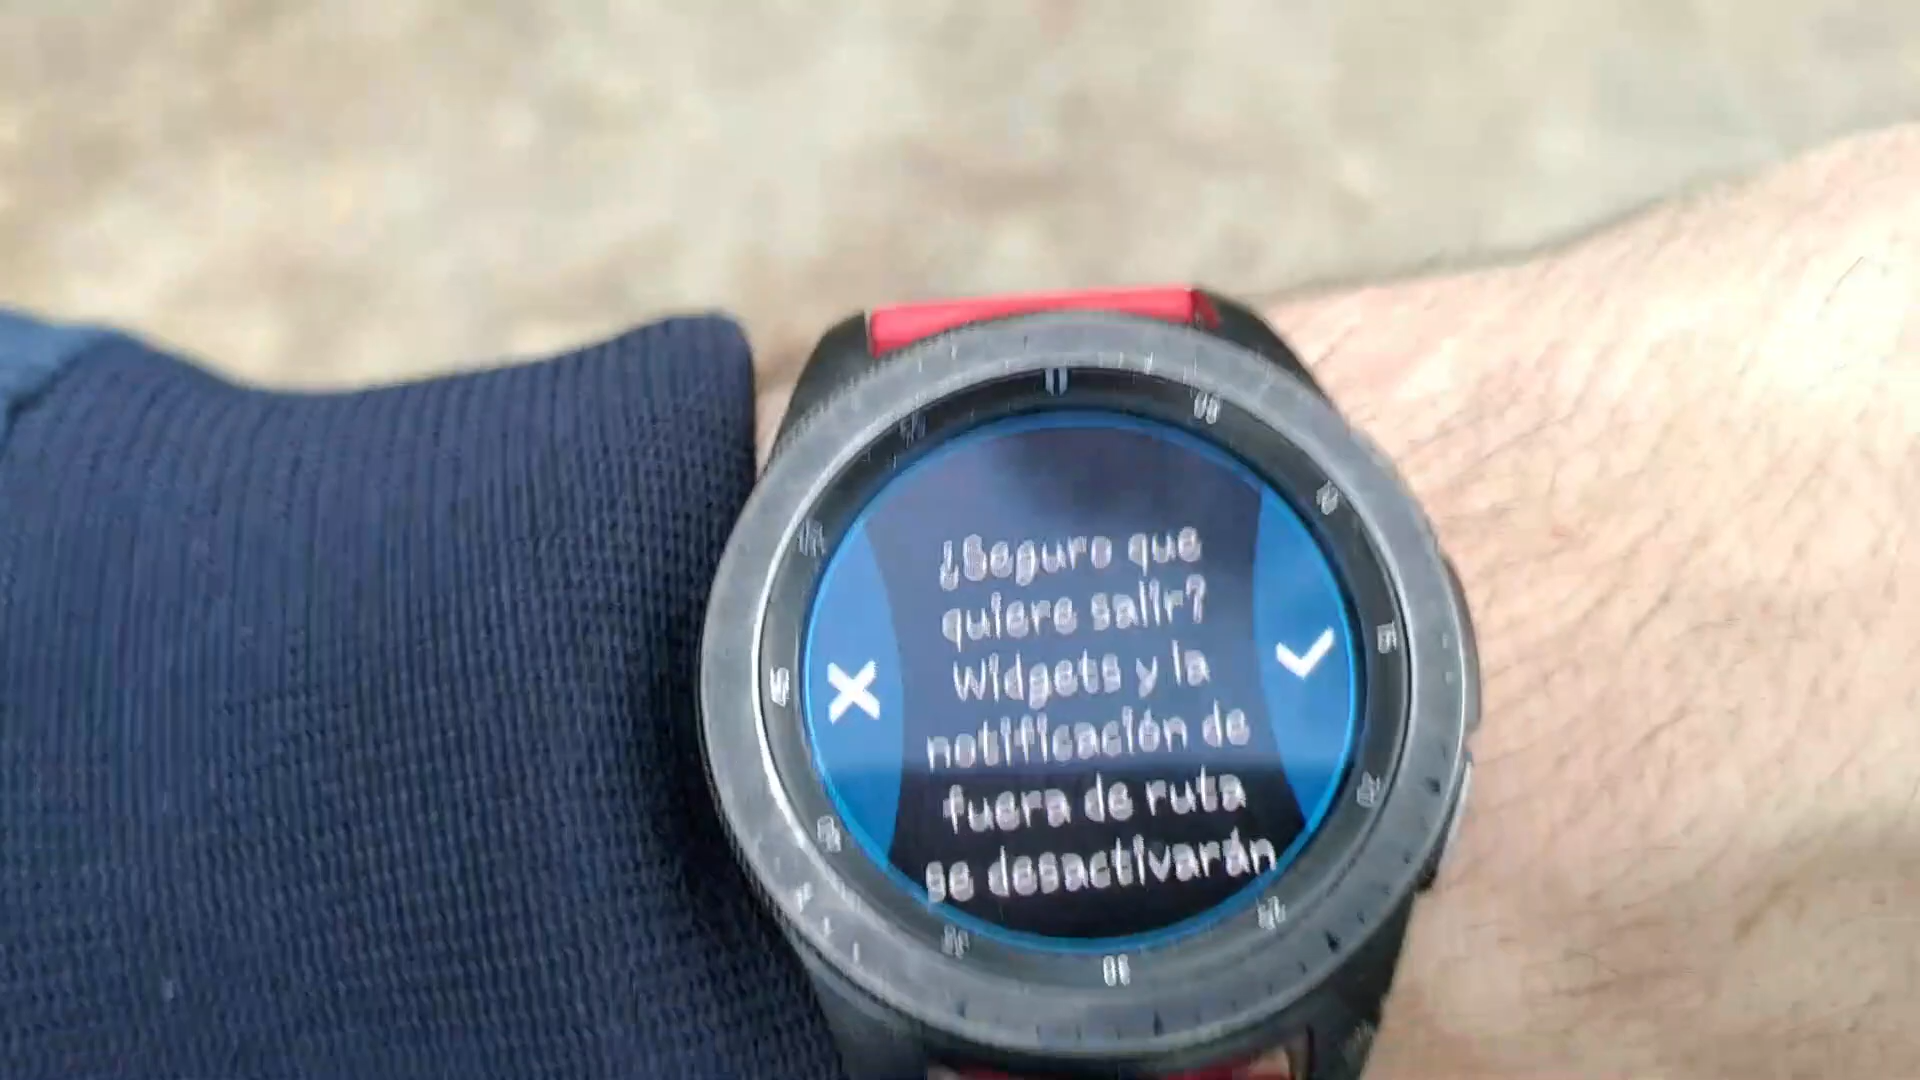 ¿Seguro que
quiere salir?
Widgets y la
notificación de
fuera de ruta
se desactivarán